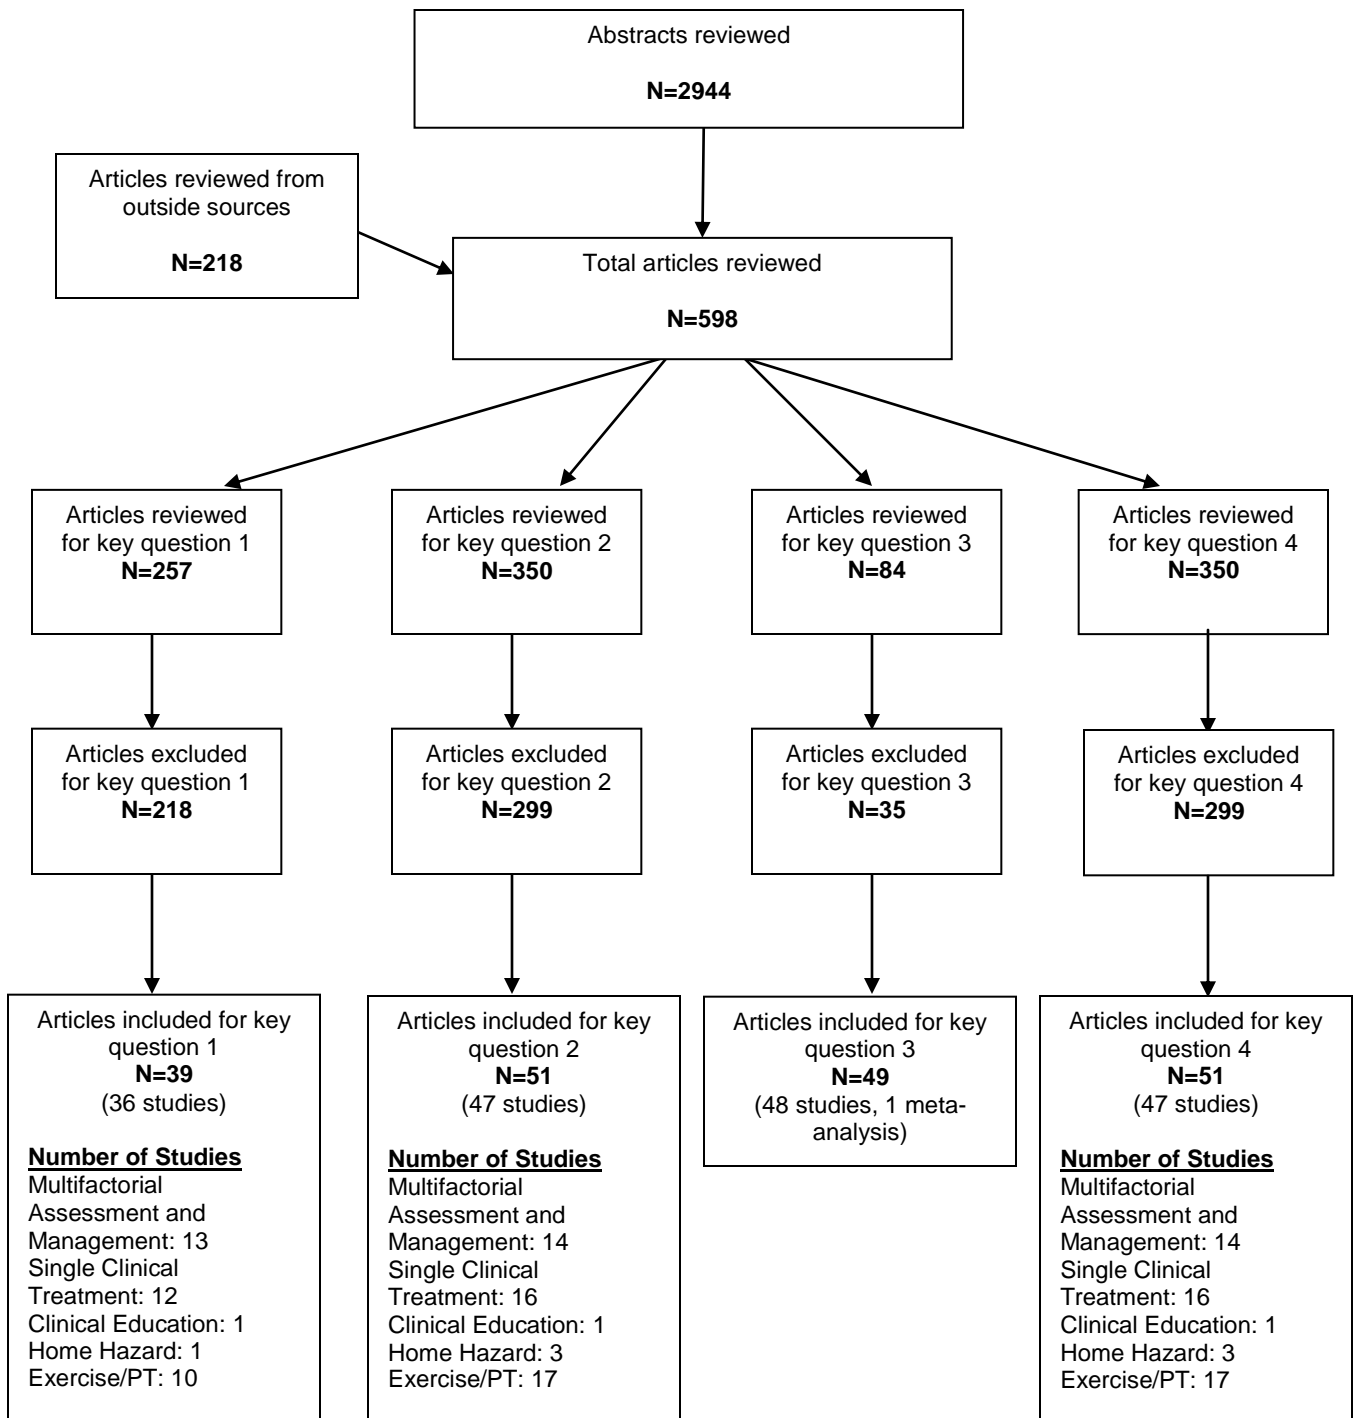 Abstracts reviewed
N=2944
Articles reviewed from
outside sources
N=218
Total articles reviewed
N=598
Articles reviewed
for key question 1
N=257
Articles reviewed
for key question 2
N=350
Articles reviewed
for key question 3
N=84
Articles reviewed
for key question 4
N=350
Articles excluded
for key question 1
N=218
Articles excluded
for key question 2
N=299
Articles excluded
for key question 3
N=35
Articles excluded
for key question 4
N=299
Articles included for key
question 1
N=39
(36 studies)
Number of Studies
Multifactorial
Assessment and
Management: 13
Single Clinical
Treatment: 12
Clinical Education: 1
Home Hazard: 1
Exercise/PT: 10
Articles included for key
question 2
N=51
(47 studies)
Number of Studies
Multifactorial
Assessment and
Management: 14
Single Clinical
Treatment: 16
Clinical Education: 1
Home Hazard: 3
Exercise/PT: 17
Articles included for key
question 3
N=49
(48 studies, 1 meta-
analysis)
Articles included for key
question 4
N=51
(47 studies)
Number of Studies
Multifactorial
Assessment and
Management: 14
Single Clinical
Treatment: 16
Clinical Education: 1
Home Hazard: 3
Exercise/PT: 17